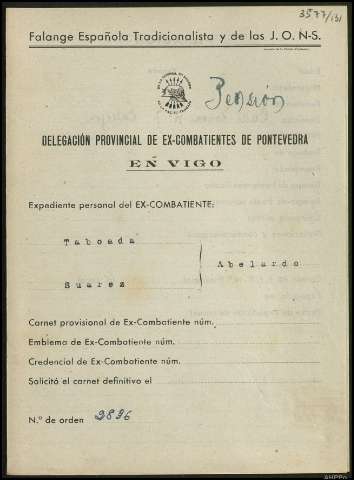 3577/131
Falange Española Tradicionalista y de las J. O. N-S.
DELEGACIÓN PROVINCIAL DE EX-COMBATIENTES DE PONTEVEDRA
EN VIGO
Expediente personal del EX-COMBATIENTE:
Taboada
Abelardo
Suarez
Carnet provisional de Ex-Combatiente núm.
Emblema de Ex-Combatiente núm.
Credencial de Ex-Combatiente núm.
Solicitó el carnet definitivo el
N.º de orden 2826
AHPPo